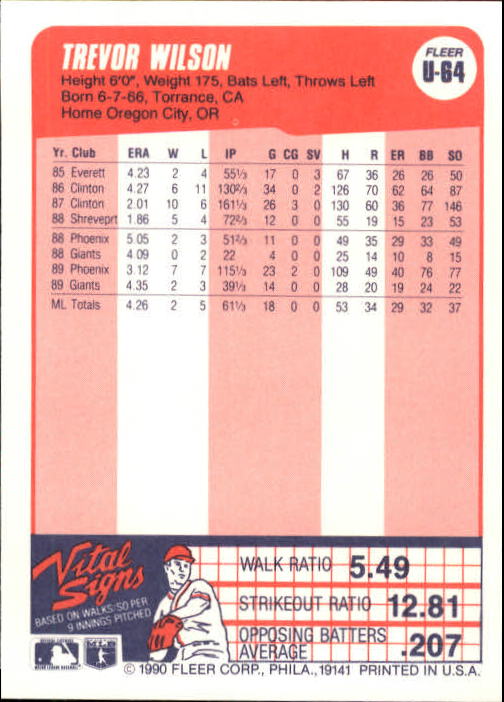 TREVOR WILSON
FLEER
U-64
Height 6'0", Weight 175, Bats Left, Throws Left
Born 6-7-66, Torrance, CA
Home Oregon City, OR
Yr. Club ERA W L IP G CG SV H R ER BB SO
85 Everett 4.23 2 4 55⅓ 17 0 3 67 36 26 26 50
86 Clinton 4.27 6 11 130⅔ 34 0 2 126 70 62 64 87
87 Clinton 2.01 10 6 161⅓ 26 3 0 130 60 36 77 146
88 Shreveprt 1.86 5 4 72⅔ 12 0 0 55 19 15 23 53
88 Phoenix 5.05 2 3 51⅔ 11 0 0 49 35 29 33 49
88 Giants 4.09 0 2 22 4 0 0 25 14 10 8 15
89 Phoenix 3.12 7 7 115⅓ 23 2 0 109 49 40 76 77
89 Giants 4.35 2 3 39⅓ 14 0 0 28 20 19 24 22
ML Totals 4.26 2 5 61⅓ 18 0 0 53 34 29 32 37
Vital
Signs
BASED ON WALKS/SO PER
9 INNINGS PITCHED
WALK RATIO 5.49
STRIKEOUT RATIO 12.81
OPPOSING BATTERS
AVERAGE .207
© 1990 FLEER CORP., PHILA., 19141 PRINTED IN U.S.A.